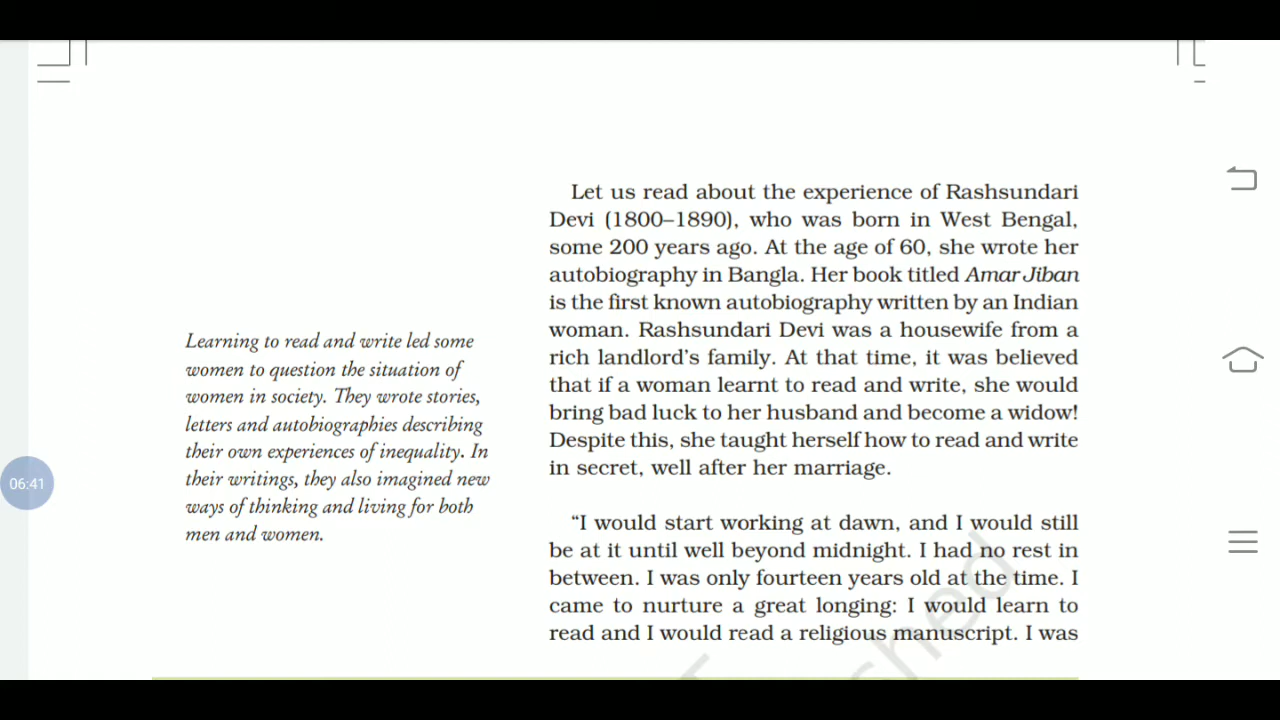 Let us read about the experience of Rashsundari
Devi (1800–1890), who was born in West Bengal,
some 200 years ago. At the age of 60, she wrote her
autobiography in Bangla. Her book titled Amar Jiban
is the first known autobiography written by an Indian
woman. Rashsundari Devi was a housewife from a
rich landlord's family. At that time, it was believed
that if a woman learnt to read and write, she would
bring bad luck to her husband and become a widow!
Despite this, she taught herself how to read and write
in secret, well after her marriage.
"I would start working at dawn, and I would still
be at it until well beyond midnight. I had no rest in
between. I was only fourteen years old at the time. I
came to nurture a great longing: I would learn to
read and I would read a religious manuscript. I was
Learning to read and write led some
women to question the situation of
women in society. They wrote stories,
letters and autobiographies describing
their own experiences of inequality. In
their writings, they also imagined new
ways of thinking and living for both
men and women.
06:41